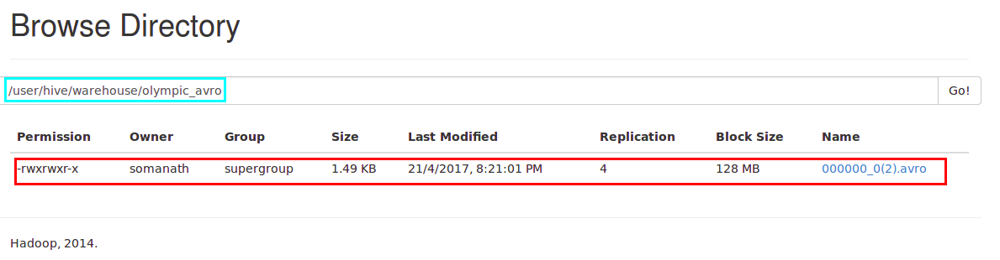 Browse Directory
/user/hive/warehouse/olympic_avro Go!
Permission Owner Group Size Last Modified Replication Block Size Name
-rwxrwxr-x somanath supergroup 1.49 KB 21/4/2017, 8:21:01 PM 4 128 MB 000000_0(2).avro
Hadoop, 2014.